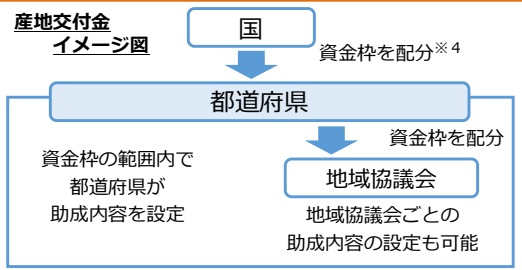 産地交付金
イメージ図
国
資金枠を配分※4
都道府県
資金枠を配分
資金枠の範囲内で
都道府県が
助成内容を設定
地域協議会
地域協議会ごとの
助成内容の設定も可能